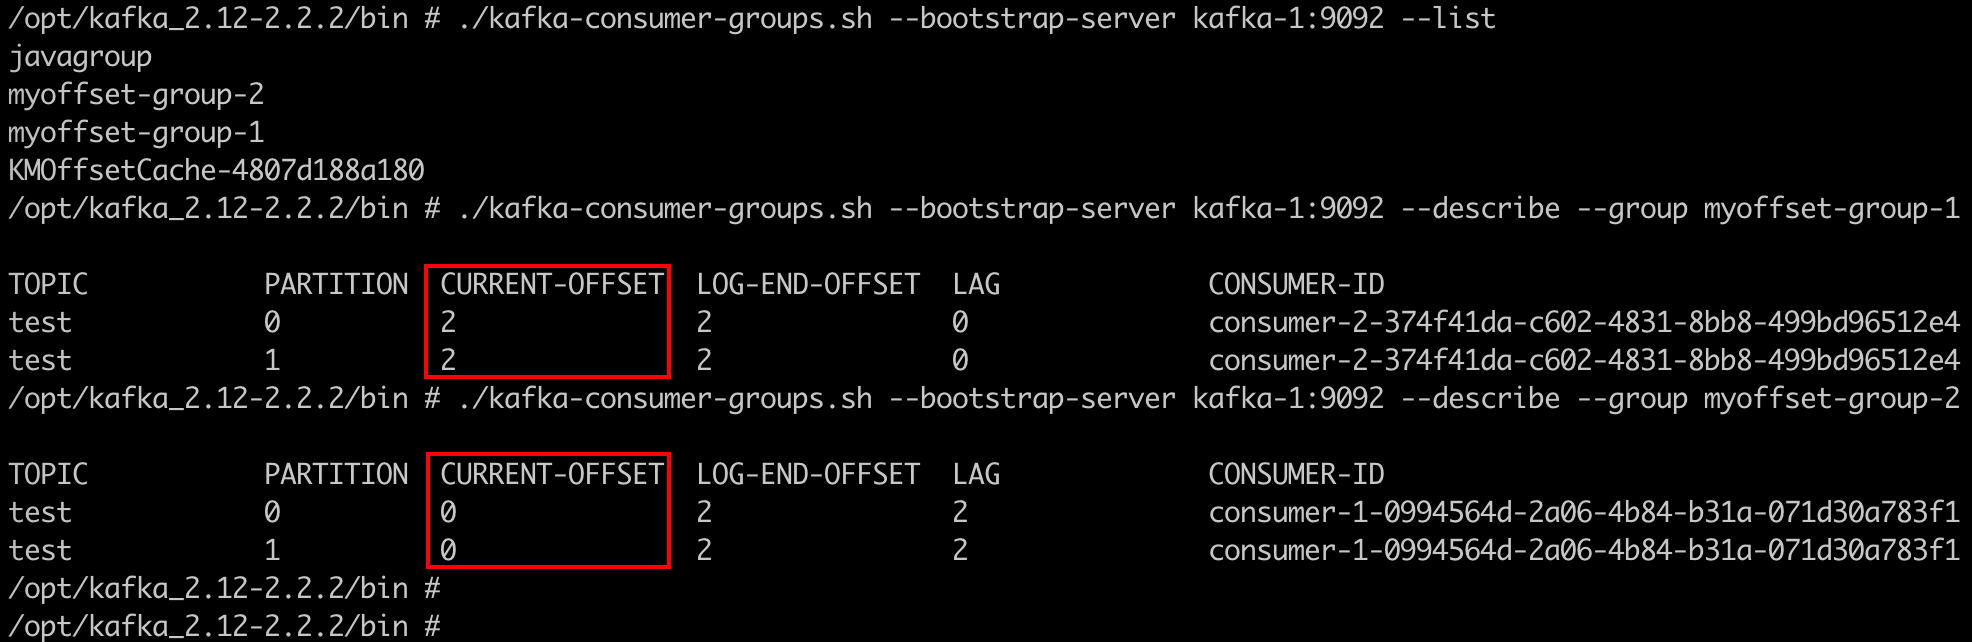 /opt/kafka_2.12-2.2.2/bin # ./kafka-consumer-groups.sh --bootstrap-server kafka-1:9092 --list
javagroup
myoffset-group-2
myoffset-group-1
KMOffsetCache-4807d188a180
/opt/kafka_2.12-2.2.2/bin # ./kafka-consumer-groups.sh --bootstrap-server kafka-1:9092 --describe --group myoffset-group-1
TOPIC PARTITION CURRENT-OFFSET LOG-END-OFFSET LAG CONSUMER-ID
test 0 2 2 0 consumer-2-374f41da-c602-4831-8bb8-499bd96512e4
test 1 2 2 0 consumer-2-374f41da-c602-4831-8bb8-499bd96512e4
/opt/kafka_2.12-2.2.2/bin # ./kafka-consumer-groups.sh --bootstrap-server kafka-1:9092 --describe --group myoffset-group-2
TOPIC PARTITION CURRENT-OFFSET LOG-END-OFFSET LAG CONSUMER-ID
test 0 0 2 2 consumer-1-0994564d-2a06-4b84-b31a-071d30a783f1
test 1 0 2 2 consumer-1-0994564d-2a06-4b84-b31a-071d30a783f1
/opt/kafka_2.12-2.2.2/bin #
/opt/kafka_2.12-2.2.2/bin #